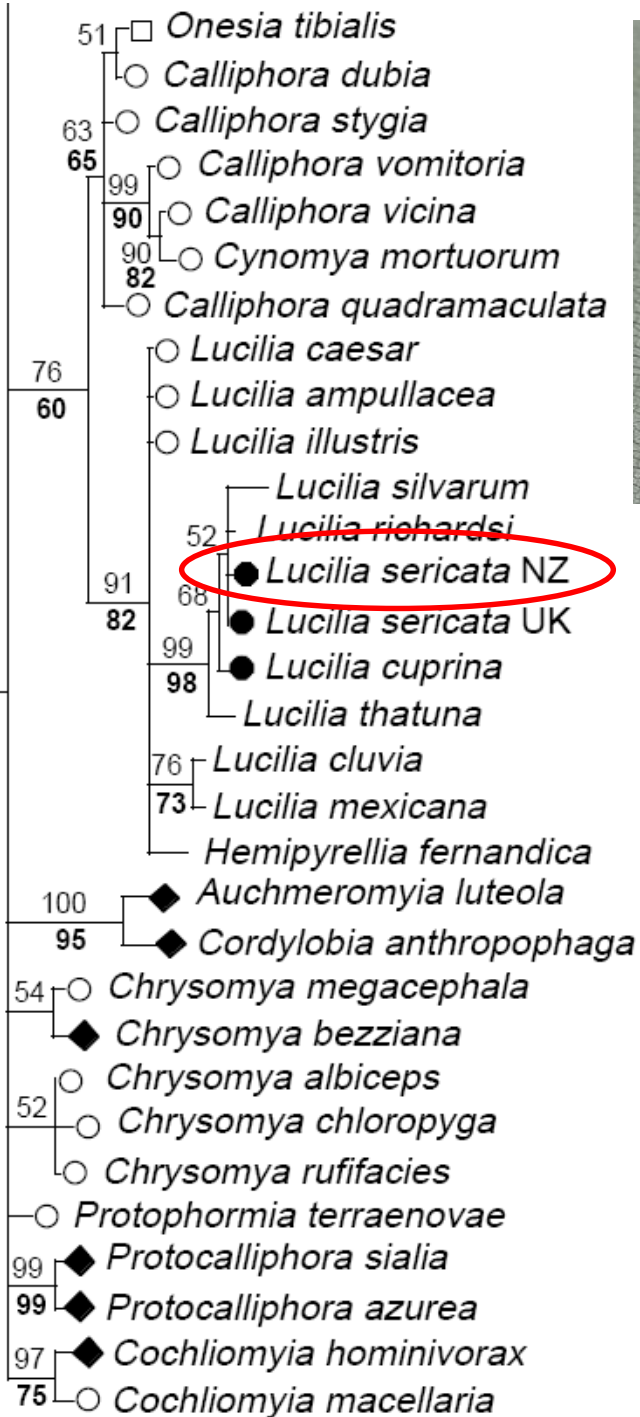 51
Onesia tibialis
Calliphora dubia
63
Calliphora stygia
65
Calliphora vomitoria
99
90
Calliphora vicina
90
Cynomya mortuorum
82
Calliphora quadramaculata
Lucilia caesar
76
Lucilia ampullacea
60
Lucilia illustris
Lucilia silvarum
52
Lucilia richardsi
Lucilia sericata NZ
91
68
82
Lucilia sericata UK
99
Lucilia cuprina
98
Lucilia thatuna
76
Lucilia cluvia
73
Lucilia mexicana
Hemipyrellia fernandica
100
Auchmeromyia luteola
95
Cordylobia anthropophaga
54
Chrysomya megacephala
Chrysomya bezziana
Chrysomya albiceps
52
Chrysomya chloropyga
Chrysomya rufifacies
Protophormia terraenovae
99
Protocalliphora sialia
99
Protocalliphora azurea
97
Cochliomyia hominivorax
75
Cochliomyia macellaria